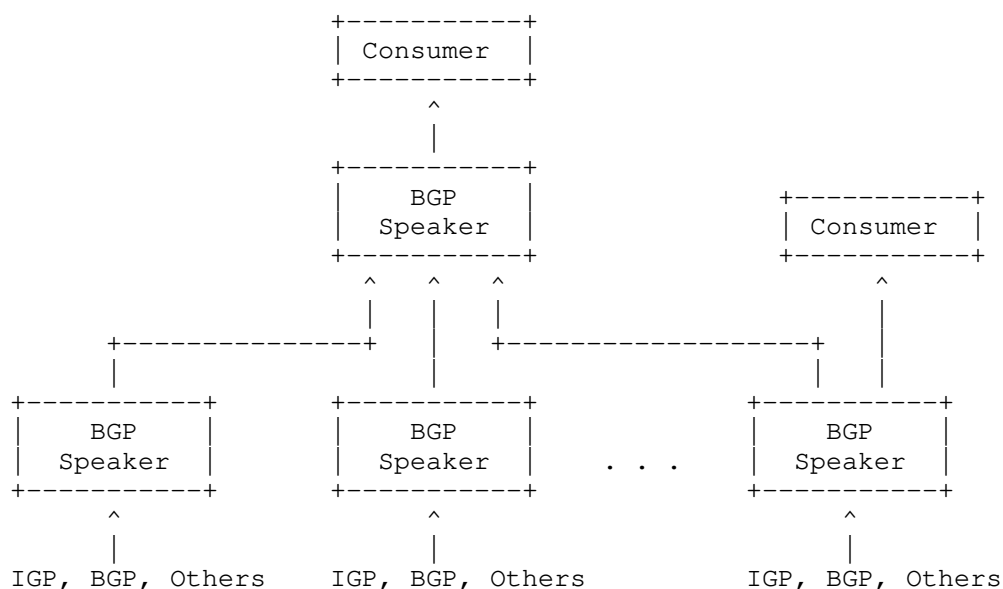 Consumer
BGP
Speaker
Consumer
BGP
Speaker
BGP
Speaker
. . .
BGP
Speaker
IGP, BGP, Others
IGP, BGP, Others
IGP, BGP, Others